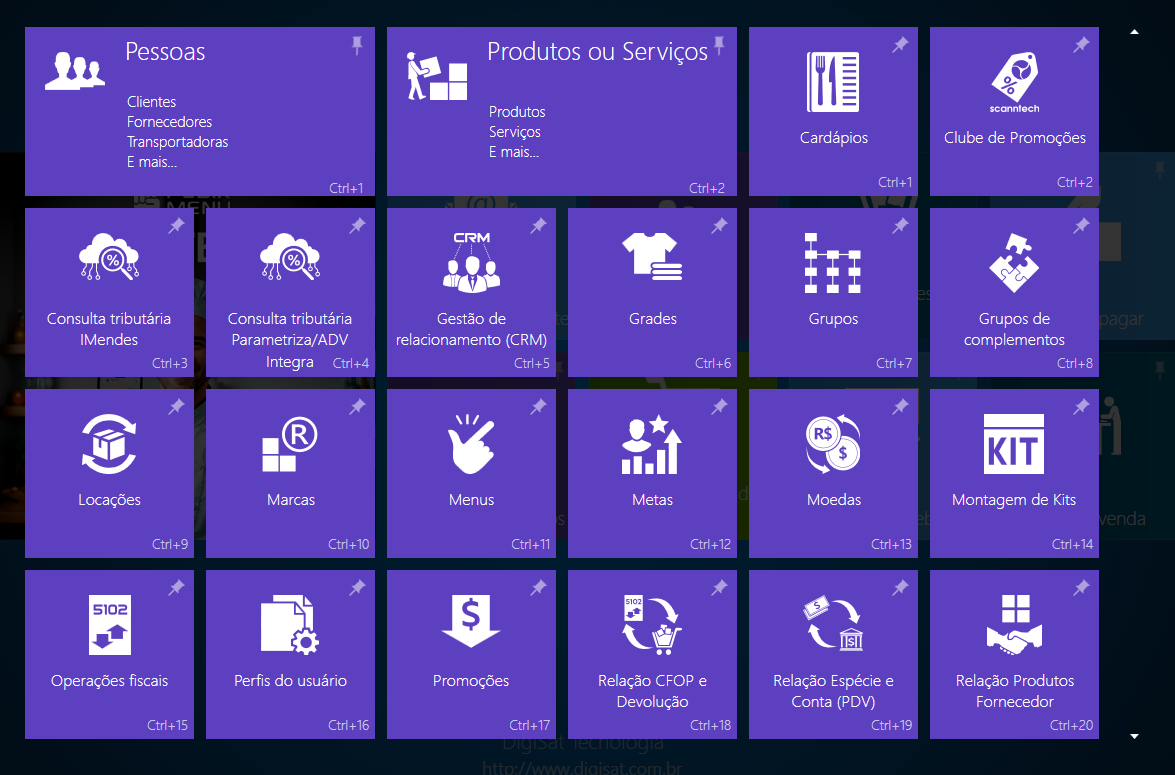 Pessoas
Clientes
Fornecedores
Transportadoras
E mais...
Ctrl+1
Produtos ou Serviços
Produtos
Serviços
E mais...
Ctrl+2
Cardápios
Ctrl+1
scanntech
Clube de Promoções
Ctrl+2
Consulta tributária
IMendes
Ctrl+3
Consulta tributária
Parametriza/ADV
Integra
Ctrl+4
CRM
Gestão de
relacionamento (CRM)
Ctrl+5
Grades
Ctrl+6
Grupos
Ctrl+7
Grupos de
complementos
Ctrl+8
pagar
Locações
Ctrl+9
R
Marcas
Ctrl+10
Menus
Ctrl+11
Metas
Ctrl+12
R$
$
Moedas
Ctrl+13
KIT
Montagem de Kits
Ctrl+14
venda
5102
Operações fiscais
Ctrl+15
Perfis do usuário
Ctrl+16
$
Promoções
Ctrl+17
5102
Relação CFOP e
Devolução
Ctrl+18
Relação Espécie e
Conta (PDV)
Ctrl+19
Relação Produtos
Fornecedor
Ctrl+20
DigiSat Tecnologia
http://www.digisat.com.br